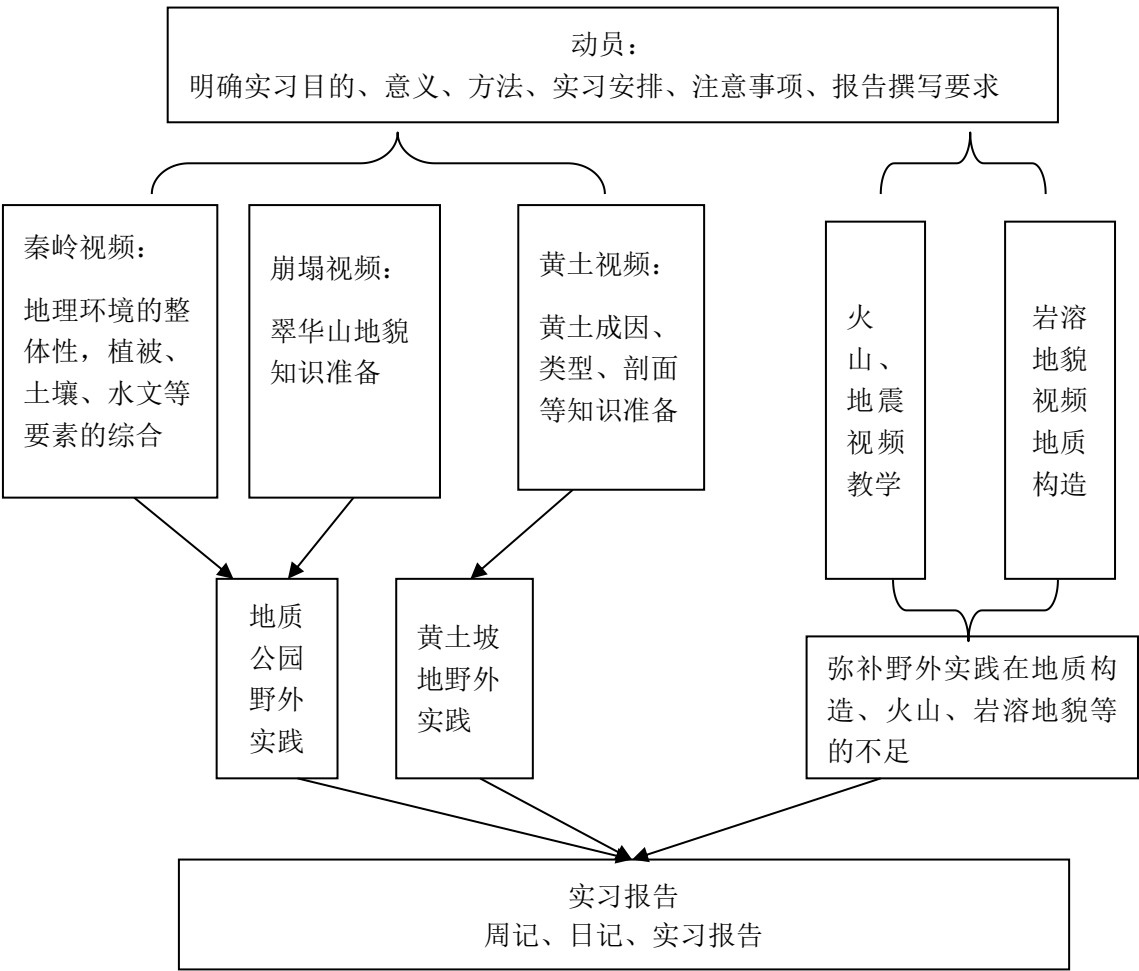 动员：
明确实习目的、意义、方法、实习安排、注意事项、报告撰写要求
秦岭视频：
地理环境的整
体性，植被、
土壤、水文等
要素的综合
崩塌视频：
翠华山地貌
知识准备
黄土视频：
黄土成因、
类型、剖面
等知识准备
火
山、
地震
视频
教学
岩溶
地貌
视频
地质
构造
地质
公园
野外
实践
黄土坡
地野外
实践
弥补野外实践在地质构
造、火山、岩溶地貌等
的不足
实习报告
周记、日记、实习报告